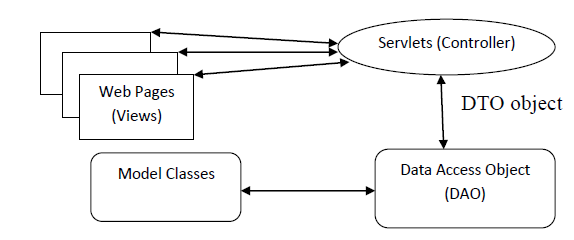 Servlets (Controller)
Web Pages
(Views)
DTO object
Model Classes
Data Access Object
(DAO)